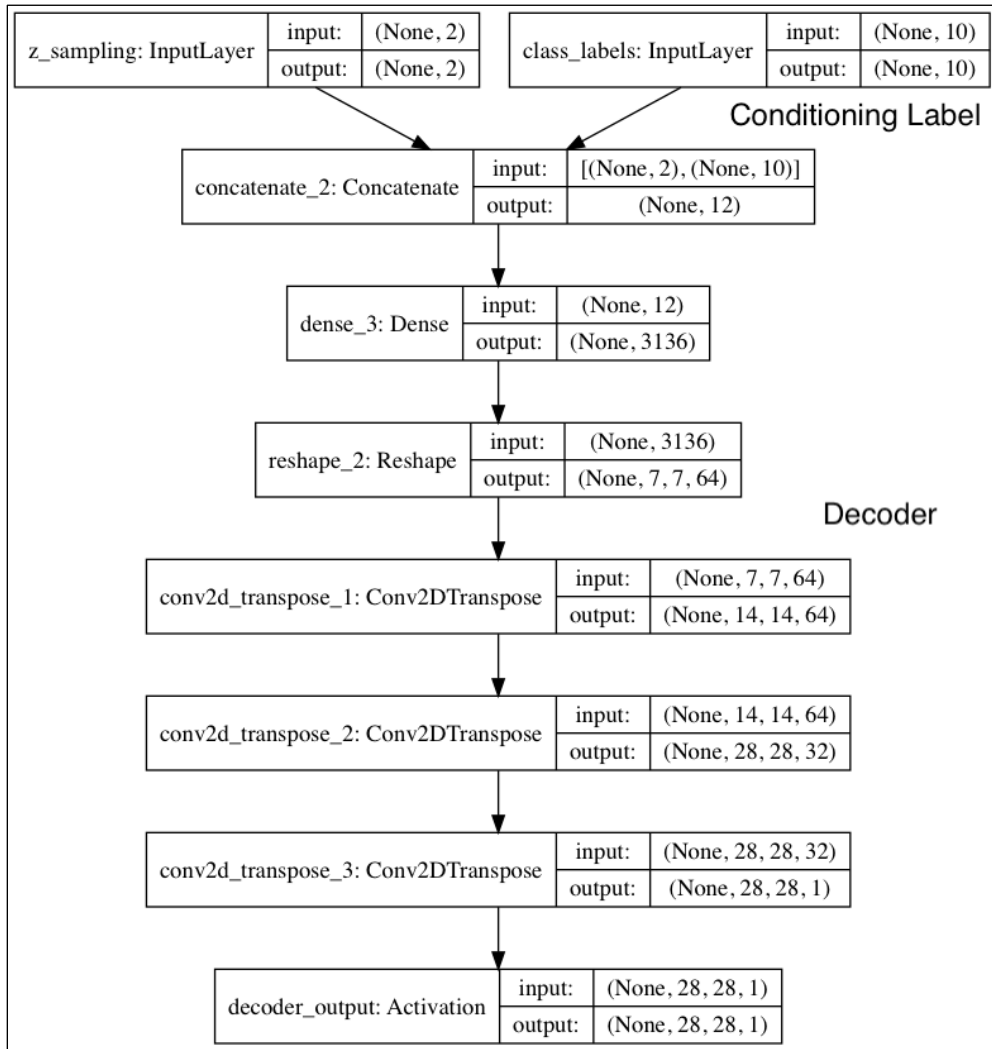 z_sampling: InputLayer
input:
(None, 2)
output:
(None, 2)
class_labels: InputLayer
input:
(None, 10)
output:
(None, 10)
Conditioning Label
concatenate_2: Concatenate
input:
[(None, 2), (None, 10)]
output:
(None, 12)
dense_3: Dense
input:
(None, 12)
output:
(None, 3136)
reshape_2: Reshape
input:
(None, 3136)
output:
(None, 7, 7, 64)
Decoder
conv2d_transpose_1: Conv2DTranspose
input:
(None, 7, 7, 64)
output:
(None, 14, 14, 64)
conv2d_transpose_2: Conv2DTranspose
input:
(None, 14, 14, 64)
output:
(None, 28, 28, 32)
conv2d_transpose_3: Conv2DTranspose
input:
(None, 28, 28, 32)
output:
(None, 28, 28, 1)
decoder_output: Activation
input:
(None, 28, 28, 1)
output:
(None, 28, 28, 1)